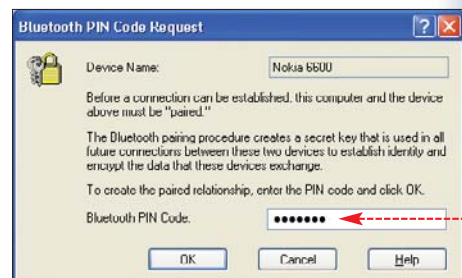 Bluetooth PIN Code Request
Device Name:
Nokia 6600
Before a connection can be established, this computer and the device
above must be "paired."
The Bluetooth pairing procedure creates a secret key that is used in all
future connections between these two devices to establish identity and
encrypt the data that these devices exchange.
To create the paired relationship, enter the PIN code and click OK.
Bluetooth PIN Code:
•••••••
OK
Cancel
Help